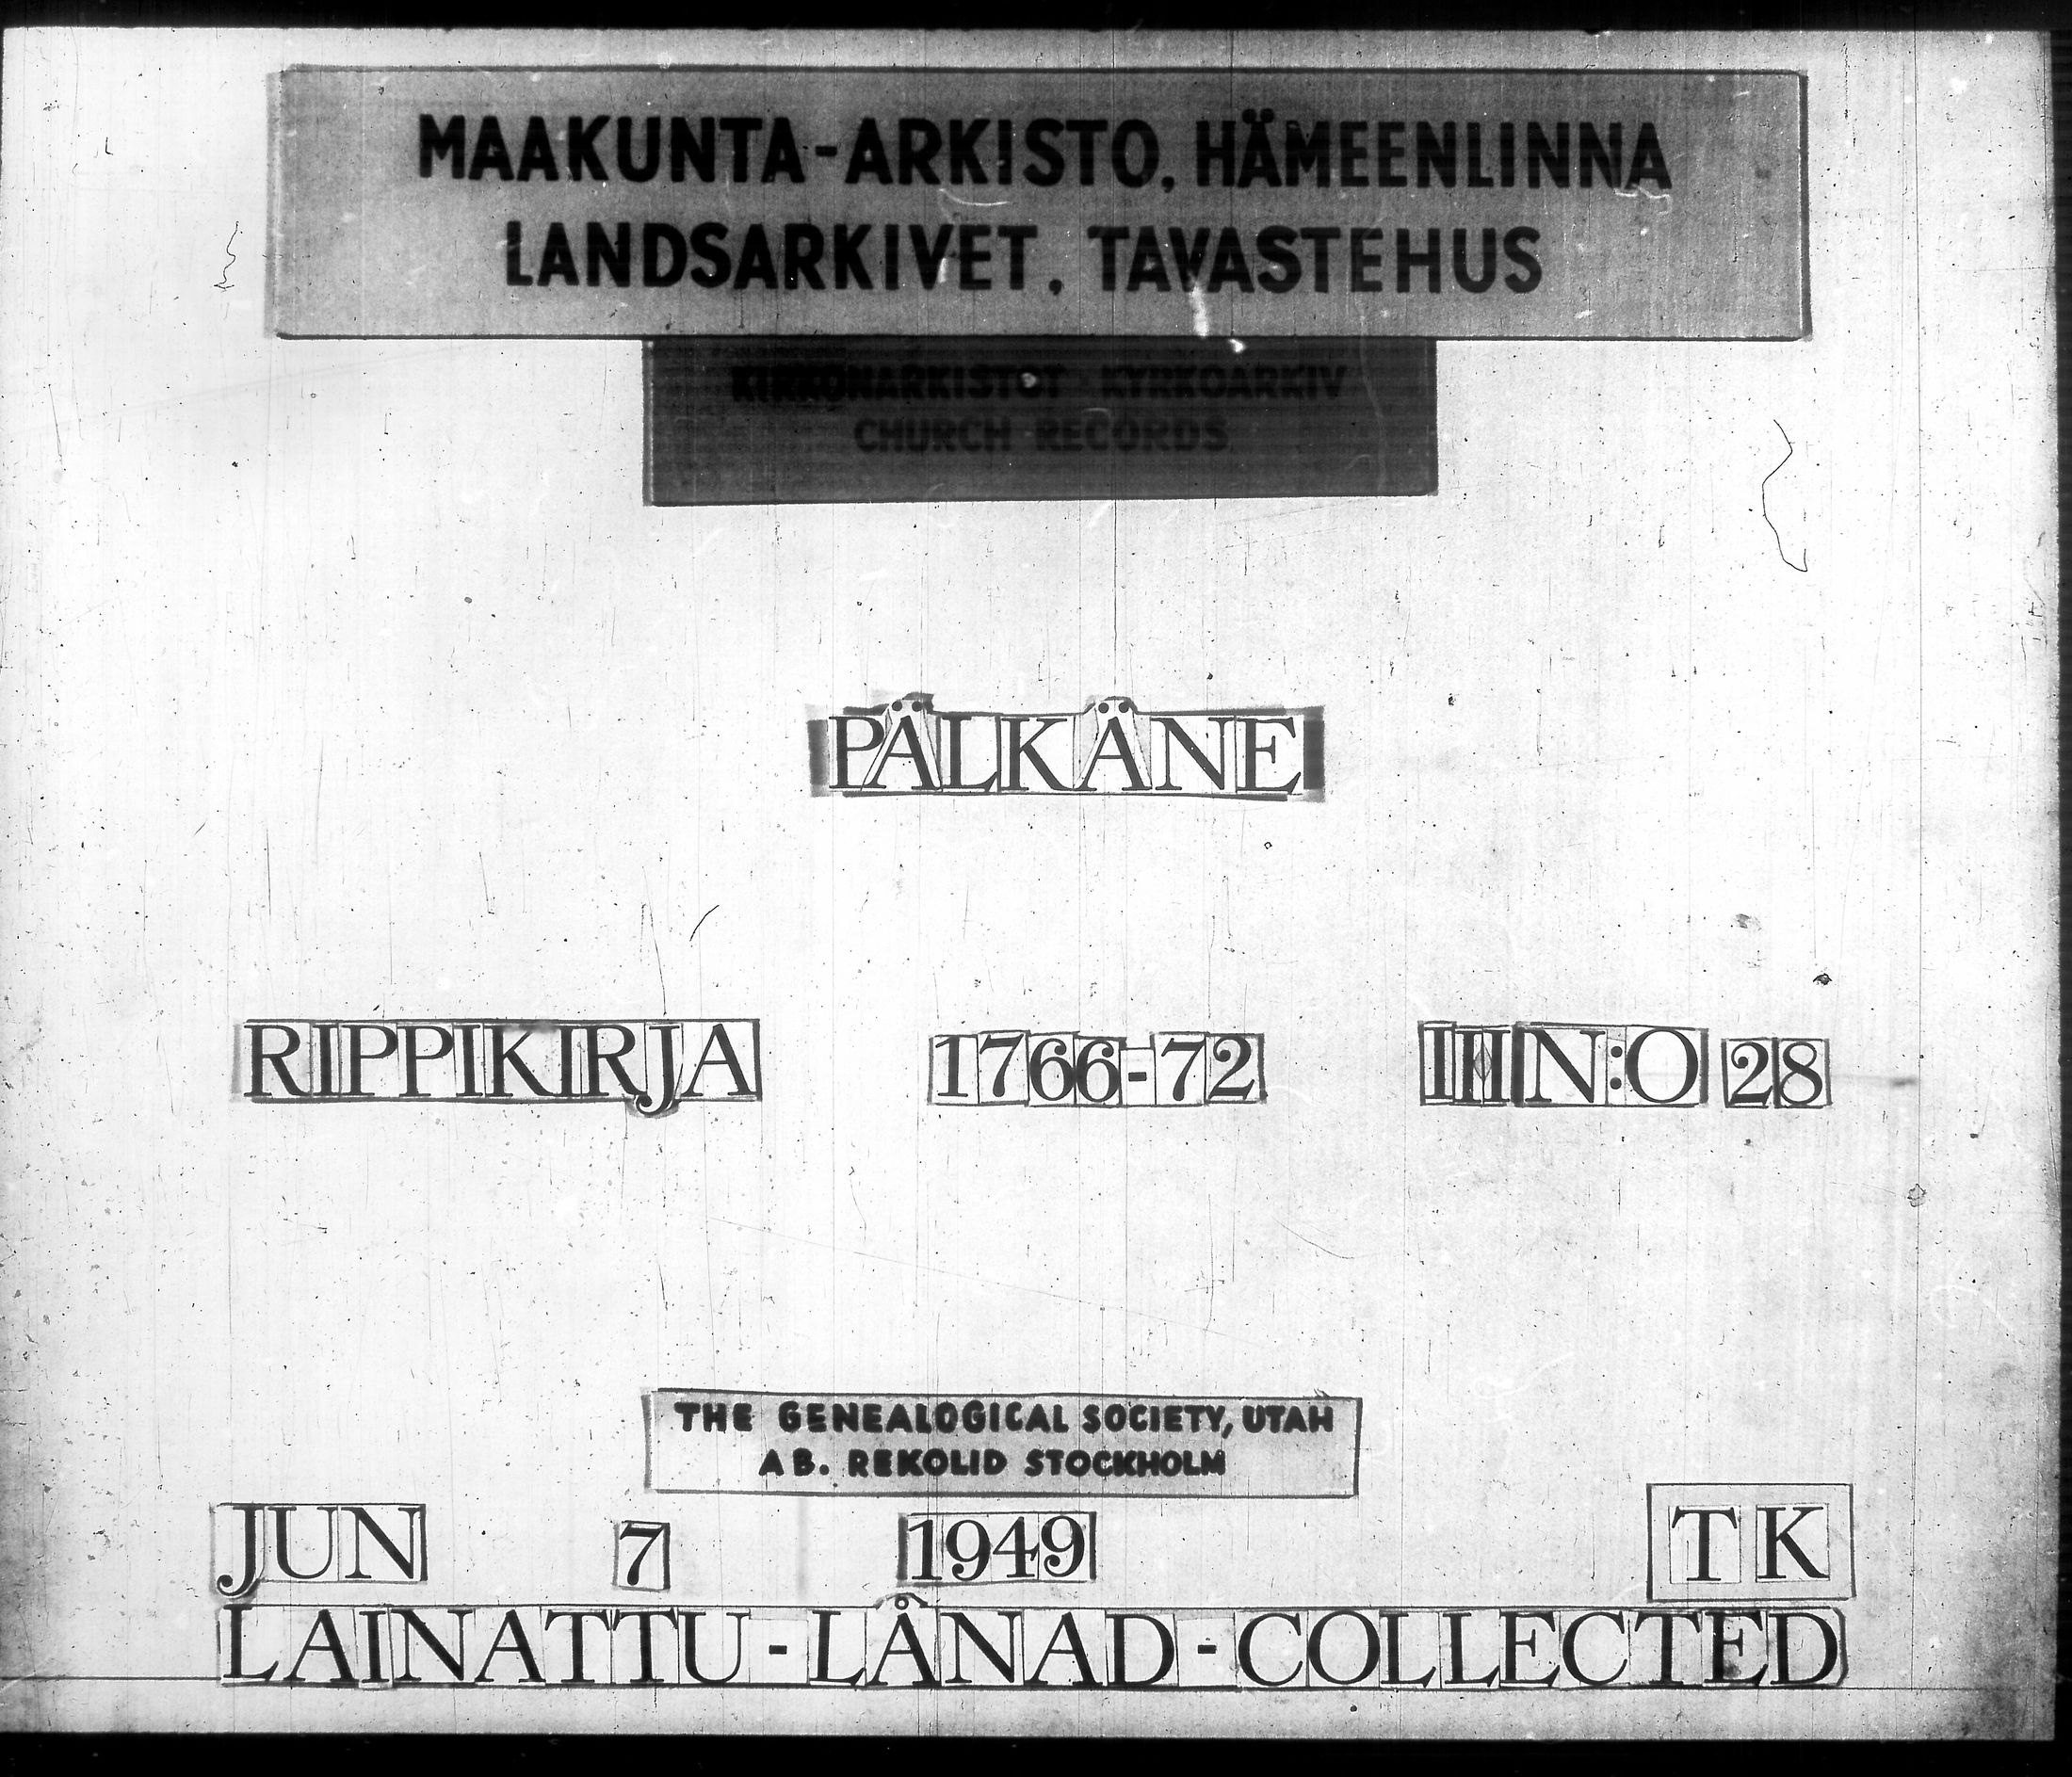 MAAKUNTA-ARKISTO, HÄMEENLINNA
LANDSARKIVET, TAVASTEHUS
KIRKONARKISTOT - KYRKOARKIV
CHURCH RECORDS
PÄLKÄNE
RIPPIKIRJA 1766-72 III N:O 28
THE GENEALOGICAL SOCIETY, UTAH
AB. REKOLID STOCKHOLM
JUN 7 1949 TK
LAINATTU - LÅNAD - COLLECTED